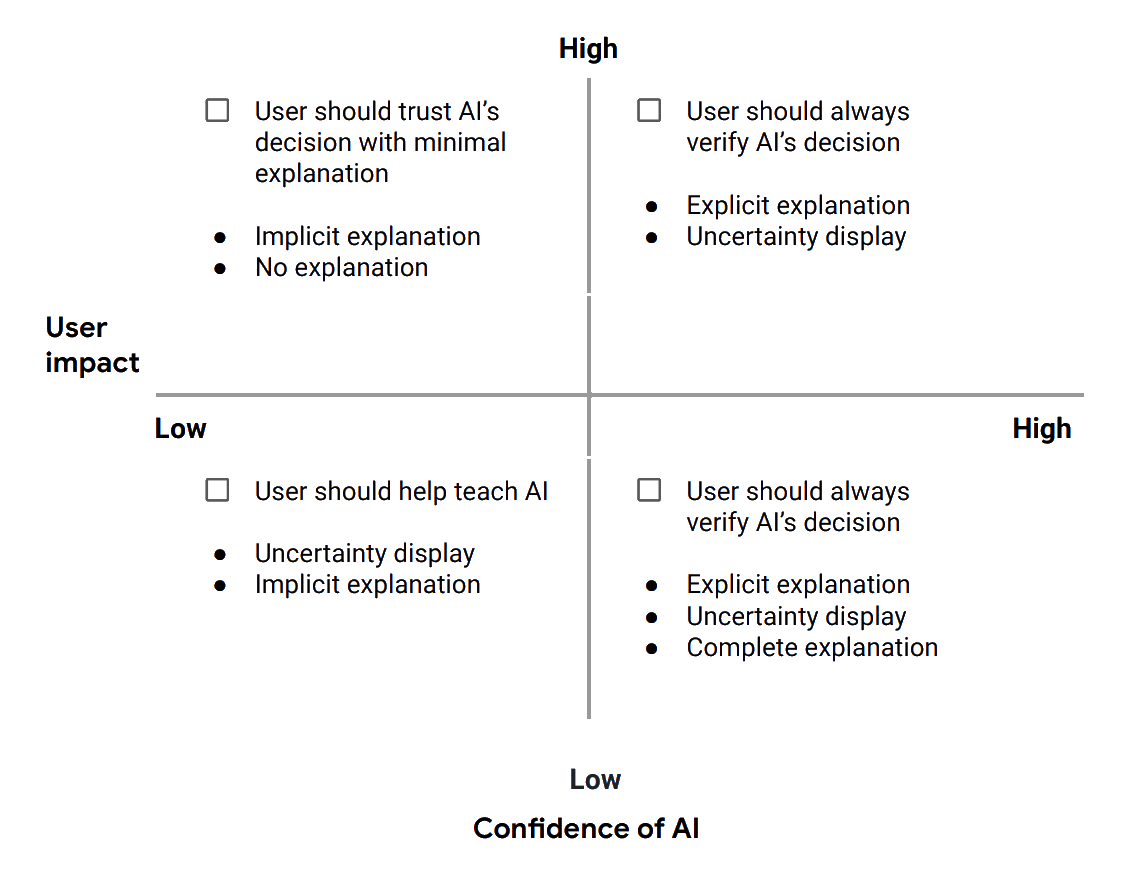 High
☐ User should trust AI’s
decision with minimal
explanation
● Implicit explanation
● No explanation
☐ User should always
verify AI’s decision
● Explicit explanation
● Uncertainty display
User
impact
Low
High
☐ User should help teach AI
● Uncertainty display
● Implicit explanation
☐ User should always
verify AI’s decision
● Explicit explanation
● Uncertainty display
● Complete explanation
Low
Confidence of AI